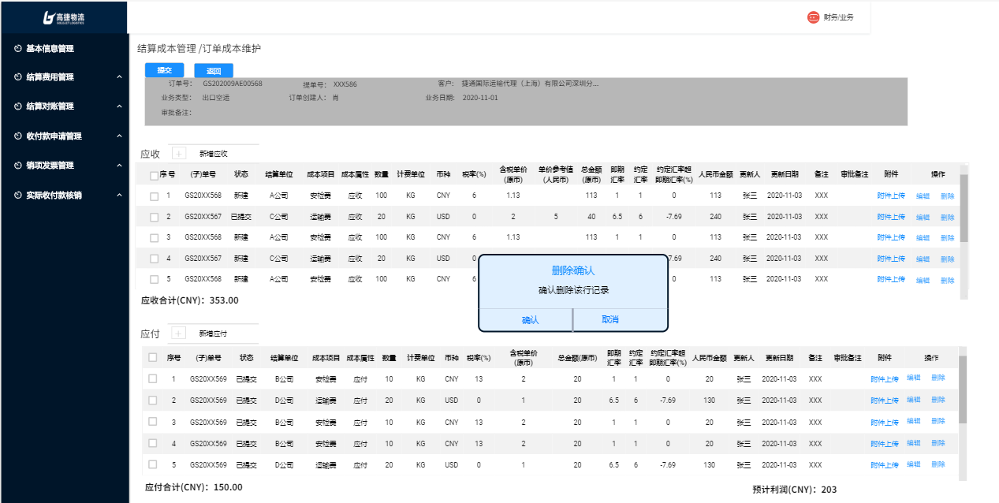 高捷物流
GOLDJET LOGISTICS
财务/业务
基本信息管理
结算费用管理
结算对账管理
收付款申请管理
销项发票管理
实际收付款核销
结算成本管理 /订单成本维护
提交 返回
订单号: GS202009AE00568 提单号: XXX586 客户: 捷通国际运输代理（上海）有限公司深圳分...
业务类型: 出口空运 订单创建人: 肖 业务日期: 2020-11-01
审批备注:
应收 + 新增应收
序号 (子)单号 状态 结算单位 成本项目 成本属性 数量 计费单位 币种 税率(%) 含税单价(原币) 单价参考值(人民币) 总金额(原币) 即期汇率 约定汇率 约定汇率超即期汇率(%) 人民币金额 更新人 更新日期 备注 审批备注 附件 操作
1 GS20XX568 新建 A公司 安检费 应收 100 KG CNY 6 1.13 113 1 1 0 113 张三 2020-11-03 XXX 附件上传 编辑 删除
2 GS20XX567 已提交 C公司 运输费 应收 20 KG USD 0 2 5 40 6.5 6 -7.69 240 张三 2020-11-03 XXX 附件上传 编辑 删除
3 GS20XX568 新建 A公司 安检费 应收 100 KG CNY 6 1.13 113 1 1 0 113 张三 2020-11-03 XXX 附件上传 编辑 删除
4 GS20XX567 新建 C公司 运输费 应收 20 KG USD 0 7.69 240 张三 2020-11-03 XXX 附件上传 编辑 删除
5 GS20XX568 新建 A公司 安检费 应收 100 KG CNY 6 0 113 张三 2020-11-03 XXX 附件上传 编辑 删除
应收合计(CNY)：353.00
删除确认
确认删除该行记录
确认 取消
应付 + 新增应付
序号 (子)单号 状态 结算单位 成本项目 成本属性 数量 计费单位 币种 税率(%) 含税单价(原币) 总金额(原币) 即期汇率 约定汇率 约定汇率超即期汇率(%) 人民币金额 更新人 更新日期 备注 审批备注 附件 操作
1 GS20XX569 已提交 B公司 安检费 应付 10 KG CNY 13 2 20 1 1 0 20 张三 2020-11-03 XXX 附件上传 编辑 删除
2 GS20XX569 已提交 D公司 运输费 应付 20 KG USD 0 1 20 6.5 6 -7.69 130 张三 2020-11-03 XXX 附件上传 编辑 删除
3 GS20XX569 已提交 B公司 安检费 应付 10 KG CNY 13 2 20 1 1 0 20 张三 2020-11-03 XXX 附件上传 编辑 删除
4 GS20XX569 已提交 B公司 安检费 应付 10 KG CNY 13 2 20 1 1 0 20 张三 2020-11-03 XXX 附件上传 编辑 删除
5 GS20XX569 已提交 D公司 运输费 应付 20 KG USD 0 1 20 6.5 6 -7.69 130 张三 2020-11-03 XXX 附件上传 编辑 删除
应付合计(CNY)：150.00
预计利润(CNY)：203